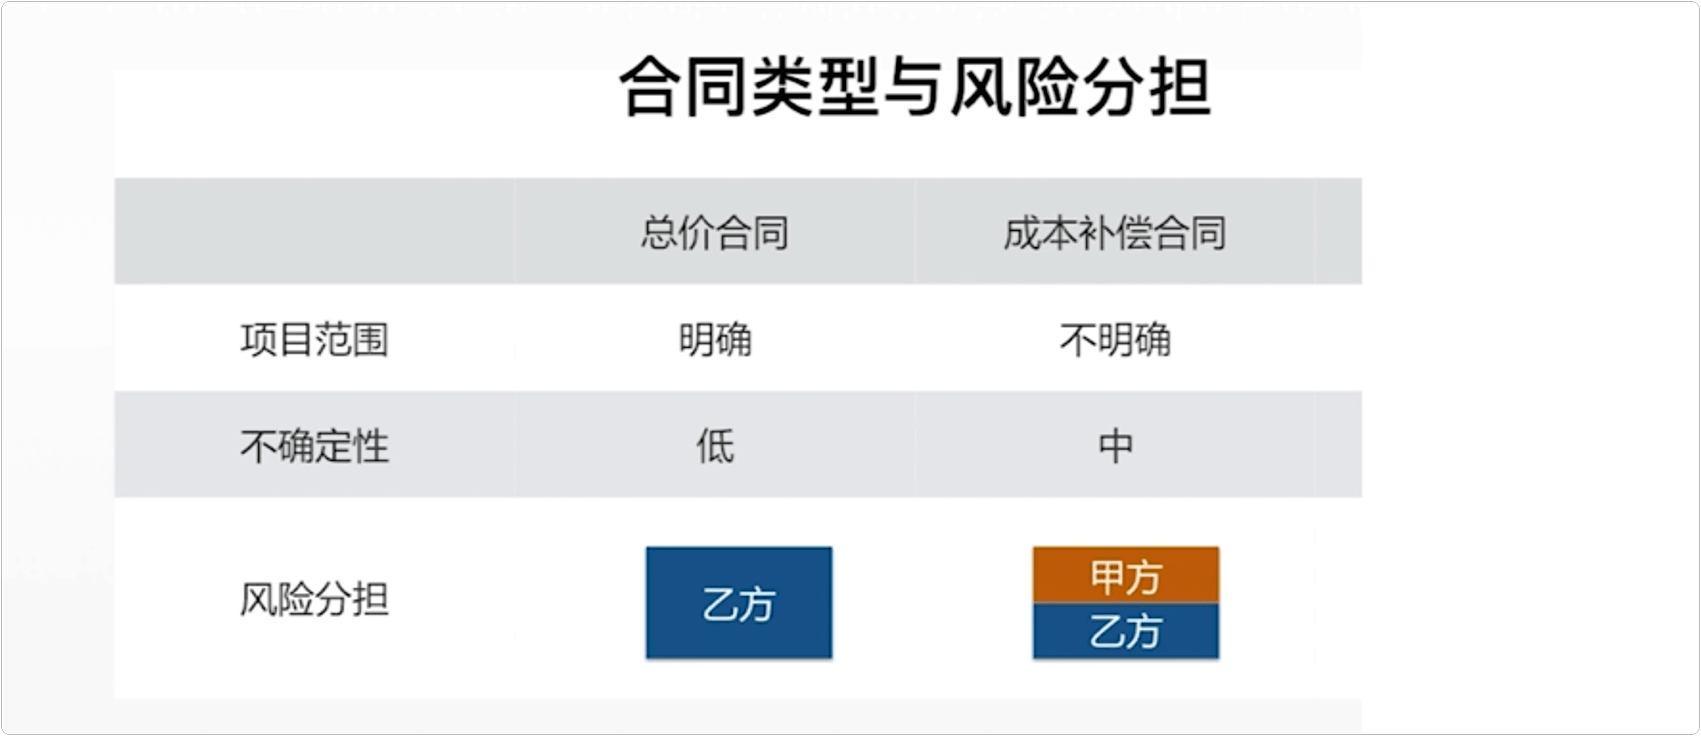 合同类型与风险分担
总价合同 成本补偿合同
项目范围 明确 不明确
不确定性 低 中
风险分担 乙方 甲方
乙方